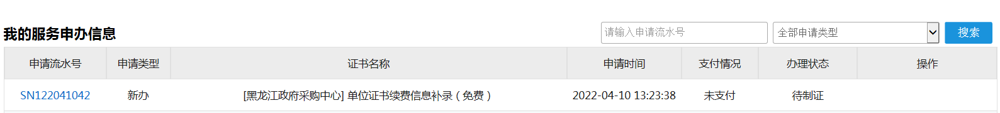 我的服务申办信息 请输入申请流水号 全部申请类型 搜索
申请流水号 申请类型 证书名称 申请时间 支付情况 办理状态 操作
SN122041042 新办 [黑龙江政府采购中心] 单位证书续费信息补录（免费） 2022-04-10 13:23:38 未支付 待制证